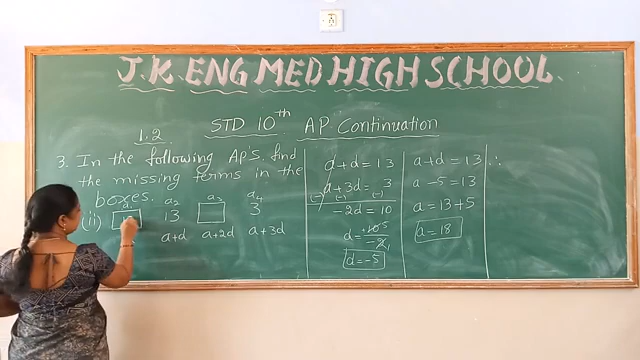 J.K. ENG MED HIGH SCHOOL
STD 10th AP Continuation
1.2
3. In the following AP'S, find
the missing terms in the
boxes.
a₁ a₂ a₃ a₄
(ii) 13 3
a+d a+2d a+3d
a+d = 13
a+3d = 3
(-) (-) (-)
-2d = 10
d = +10 5
-2
d = -5
a+d = 13
a-5 = 13
a = 13+5
a = 18
∴